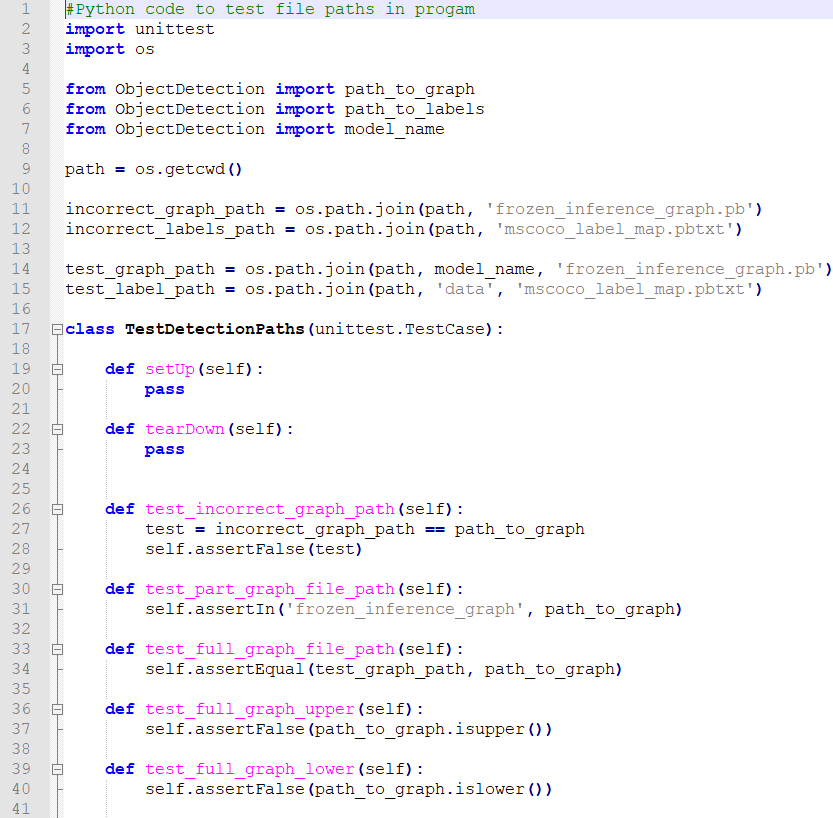 1 #Python code to test file paths in progam
2 import unittest
3 import os
4
5 from ObjectDetection import path_to_graph
6 from ObjectDetection import path_to_labels
7 from ObjectDetection import model_name
8
9 path = os.getcwd()
10
11 incorrect_graph_path = os.path.join(path, 'frozen_inference_graph.pb')
12 incorrect_labels_path = os.path.join(path, 'mscoco_label_map.pbtxt')
13
14 test_graph_path = os.path.join(path, model_name, 'frozen_inference_graph.pb')
15 test_label_path = os.path.join(path, 'data', 'mscoco_label_map.pbtxt')
16
17 class TestDetectionPaths(unittest.TestCase):
18
19 def setUp(self):
20 pass
21
22 def tearDown(self):
23 pass
24
25
26 def test_incorrect_graph_path(self):
27 test = incorrect_graph_path == path_to_graph
28 self.assertFalse(test)
29
30 def test_part_graph_file_path(self):
31 self.assertIn('frozen_inference_graph', path_to_graph)
32
33 def test_full_graph_file_path(self):
34 self.assertEqual(test_graph_path, path_to_graph)
35
36 def test_full_graph_upper(self):
37 self.assertFalse(path_to_graph.isupper())
38
39 def test_full_graph_lower(self):
40 self.assertFalse(path_to_graph.islower())
41